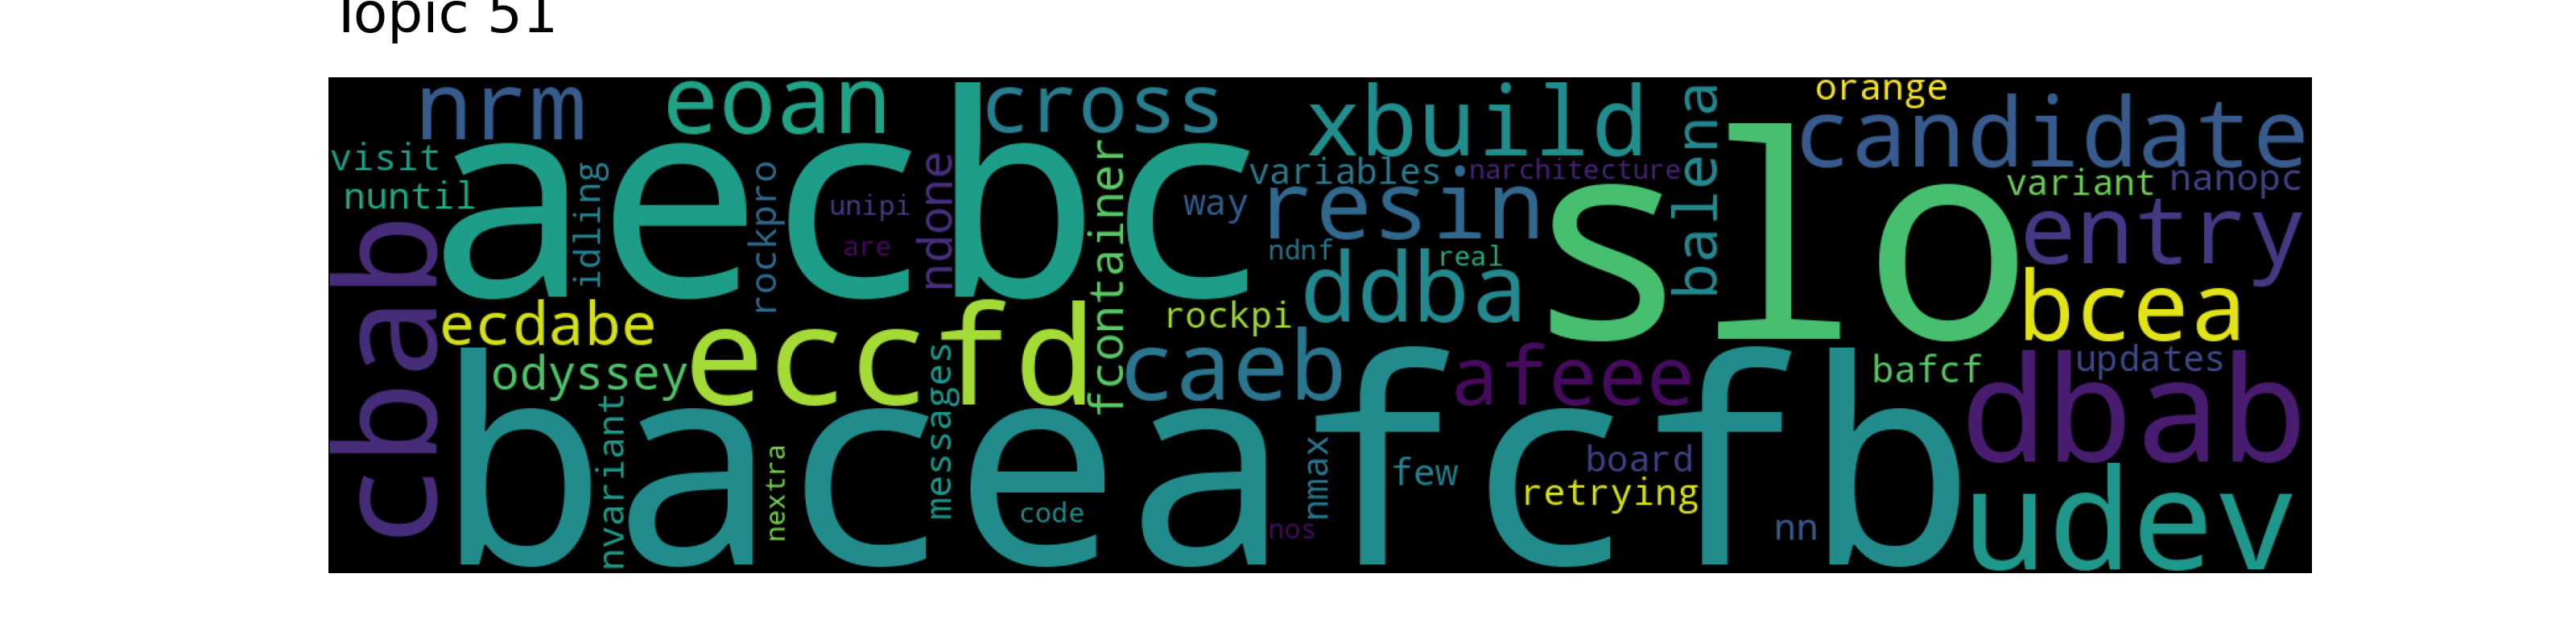 Topic 51
nrm
eoan
cross
xbuild
balena
orange
candidate
visit
nuntil
aecbc
idling
rockpro
unipi
are
ndone
fcontainer
way
variables
narchitecture
resin
ndnf
real
ddba
slo
variant
nanopc
entry
bcea
cbab
ecdabe
odyssey
eccfd
messages
rockpi
caeb
afeee
bafcf
updates
dbab
baceafcfb
nvariant
nextra
code
nos
nmax
few
board
retrying
nn
udev